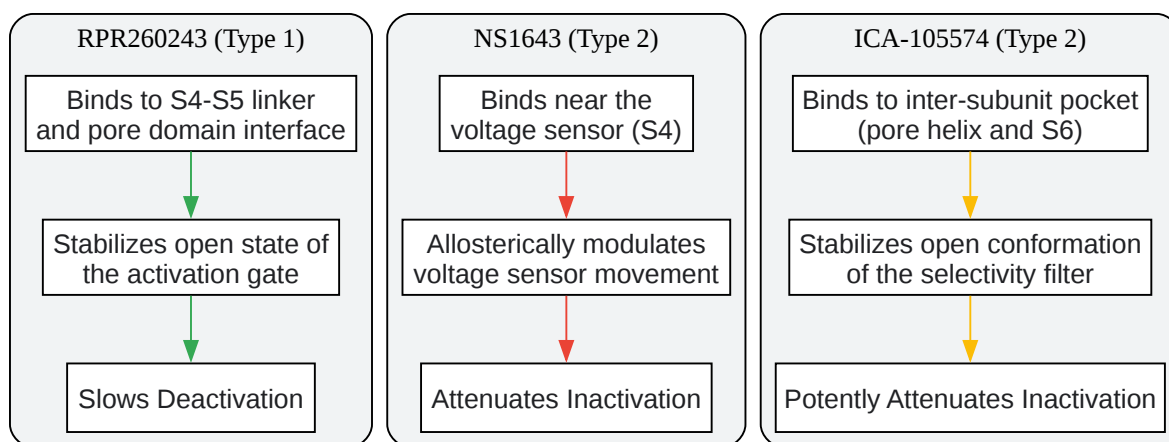 RPR260243 (Type 1)
Binds to S4-S5 linker
and pore domain interface
Stabilizes open state of
the activation gate
Slows Deactivation
NS1643 (Type 2)
Binds near the
voltage sensor (S4)
Allosterically modulates
voltage sensor movement
Attenuates Inactivation
ICA-105574 (Type 2)
Binds to inter-subunit pocket
(pore helix and S6)
Stabilizes open conformation
of the selectivity filter
Potently Attenuates Inactivation